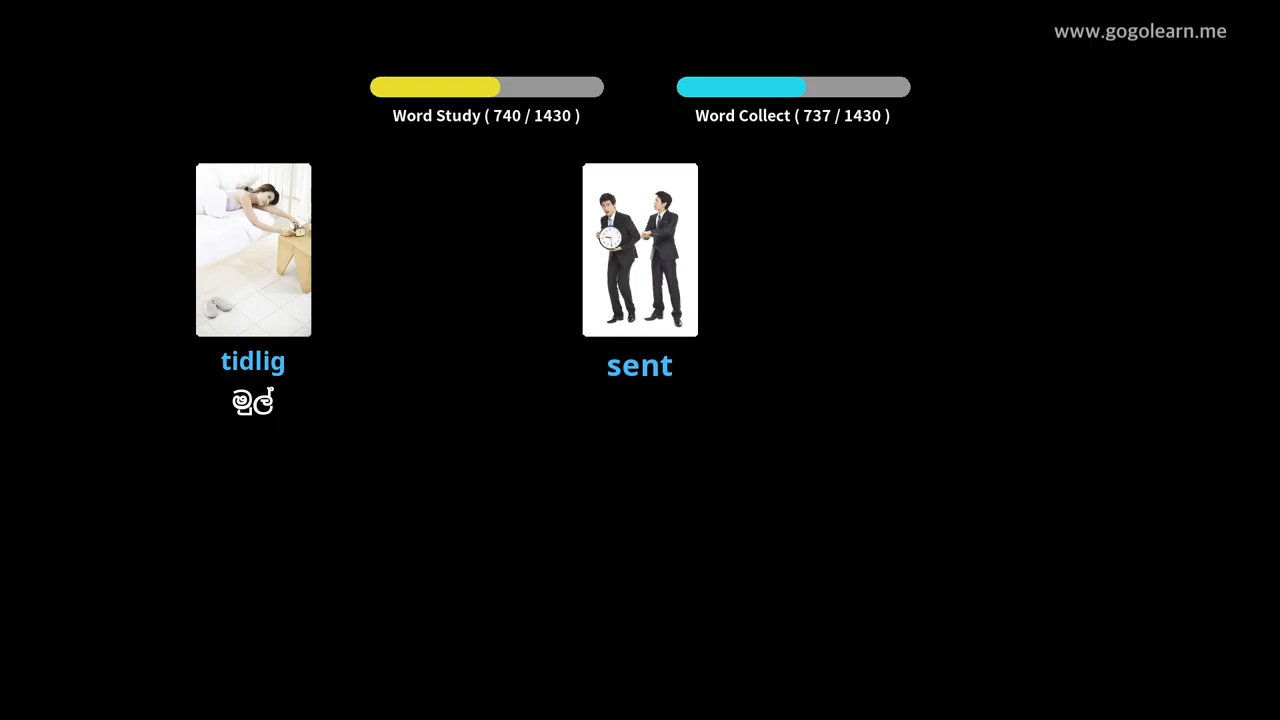 www.gogolearn.me
Word Study ( 740 / 1430 )
Word Collect ( 737 / 1430 )
tidlig
මුල්
sent